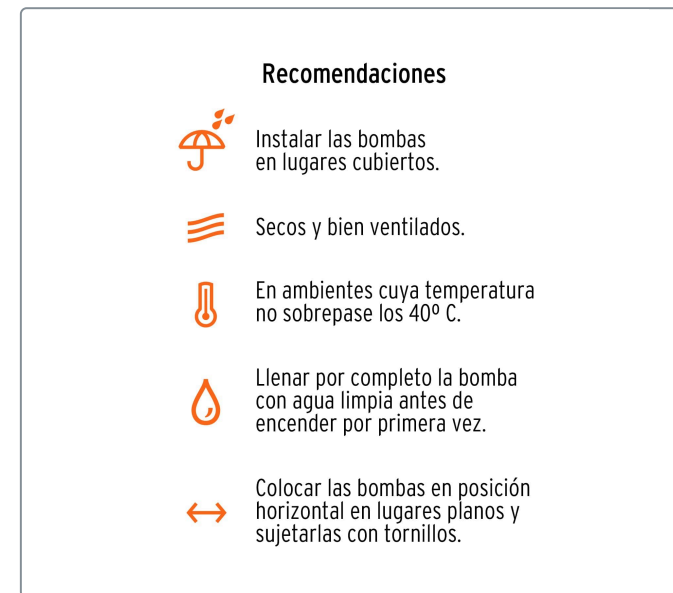 Recomendaciones
Instalar las bombas
en lugares cubiertos.
Secos y bien ventilados.
En ambientes cuya temperatura
no sobrepase los 40º C.
Llenar por completo la bomba
con agua limpia antes de
encender por primera vez.
Colocar las bombas en posición
horizontal en lugares planos y
sujetarlas con tornillos.